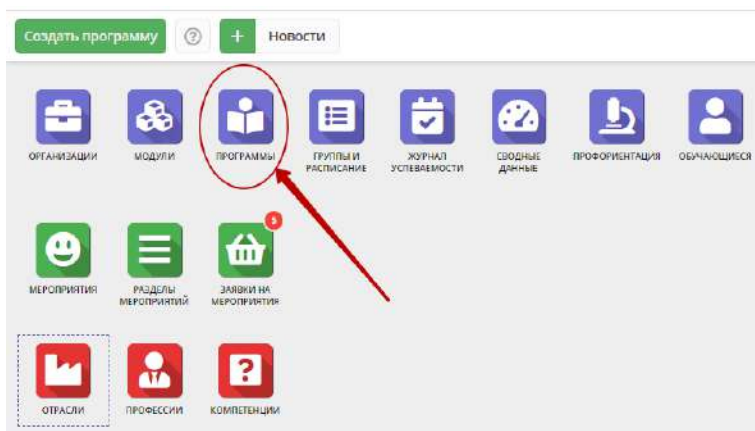 Создать программу ? + Новости
ОРГАНИЗАЦИИ МОДУЛИ ПРОГРАММЫ ГРУППЫ И РАСПИСАНИЕ ЖУРНАЛ УСПЕВАЕМОСТИ СВОДНЫЕ ДАННЫЕ ПРОФОРИЕНТАЦИЯ ОБУЧАЮЩИЕСЯ
5
МЕРОПРИЯТИЯ РАЗДЕЛЫ МЕРОПРИЯТИЙ ЗАЯВКИ НА МЕРОПРИЯТИЯ
?
ОТРАСЛИ ПРОФЕССИИ КОМПЕТЕНЦИИ